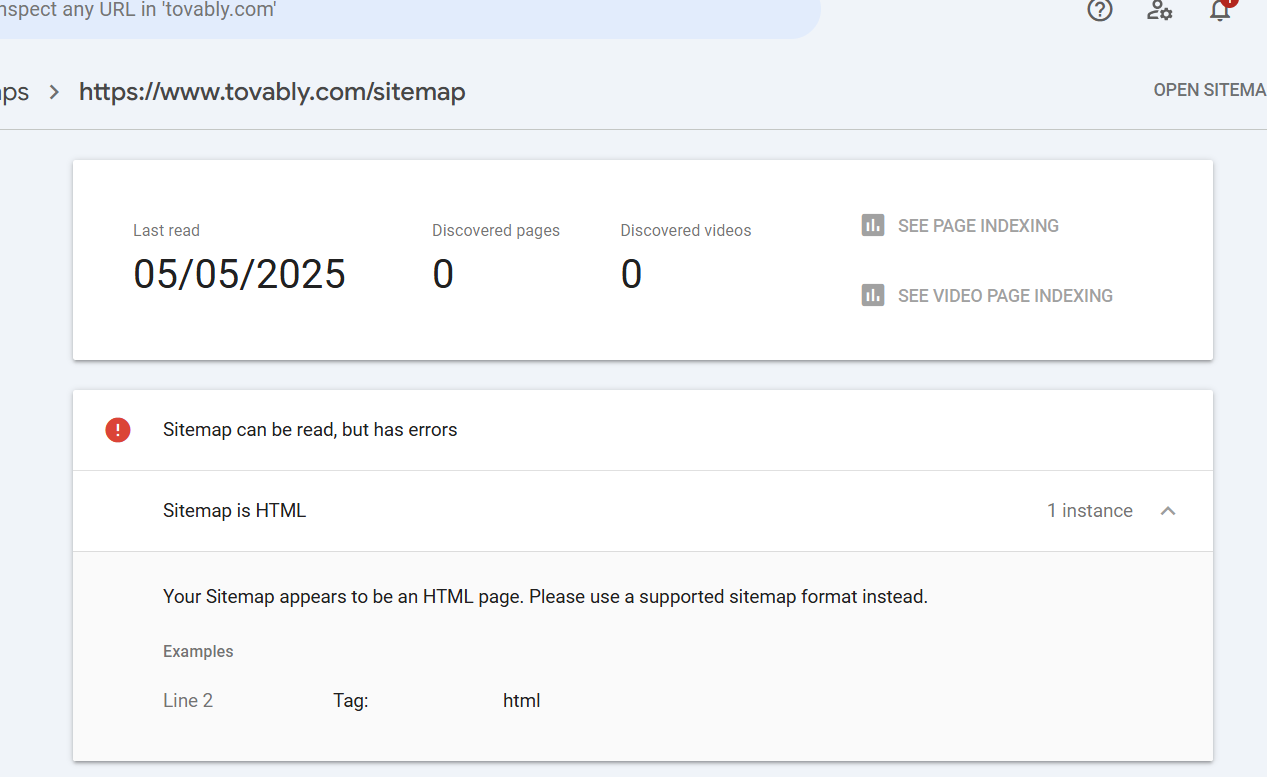 nspect any URL in 'tovably.com'
ps > https://www.tovably.com/sitemap
OPEN SITEMA
Last read
Discovered pages
Discovered videos
05/05/2025
0
0
SEE PAGE INDEXING
SEE VIDEO PAGE INDEXING
Sitemap can be read, but has errors
Sitemap is HTML
1 instance
Your Sitemap appears to be an HTML page. Please use a supported sitemap format instead.
Examples
Line 2
Tag:
html